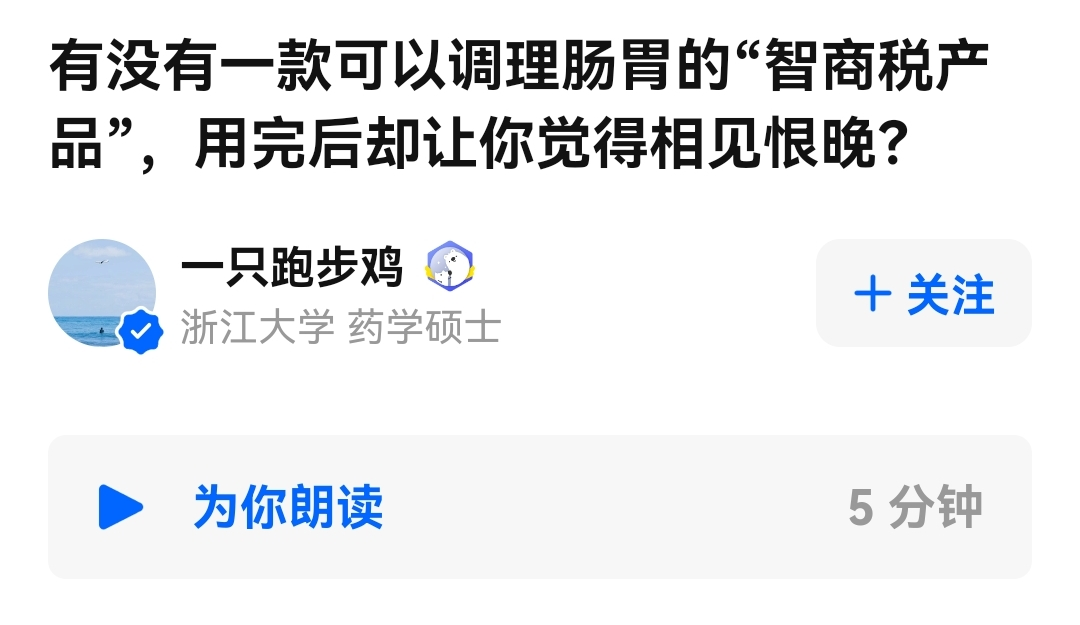 有没有一款可以调理肠胃的“智商税产
品”，用完后却让你觉得相见恨晚？
一只跑步鸡
浙江大学 药学硕士
+ 关注
为你朗读
5 分钟